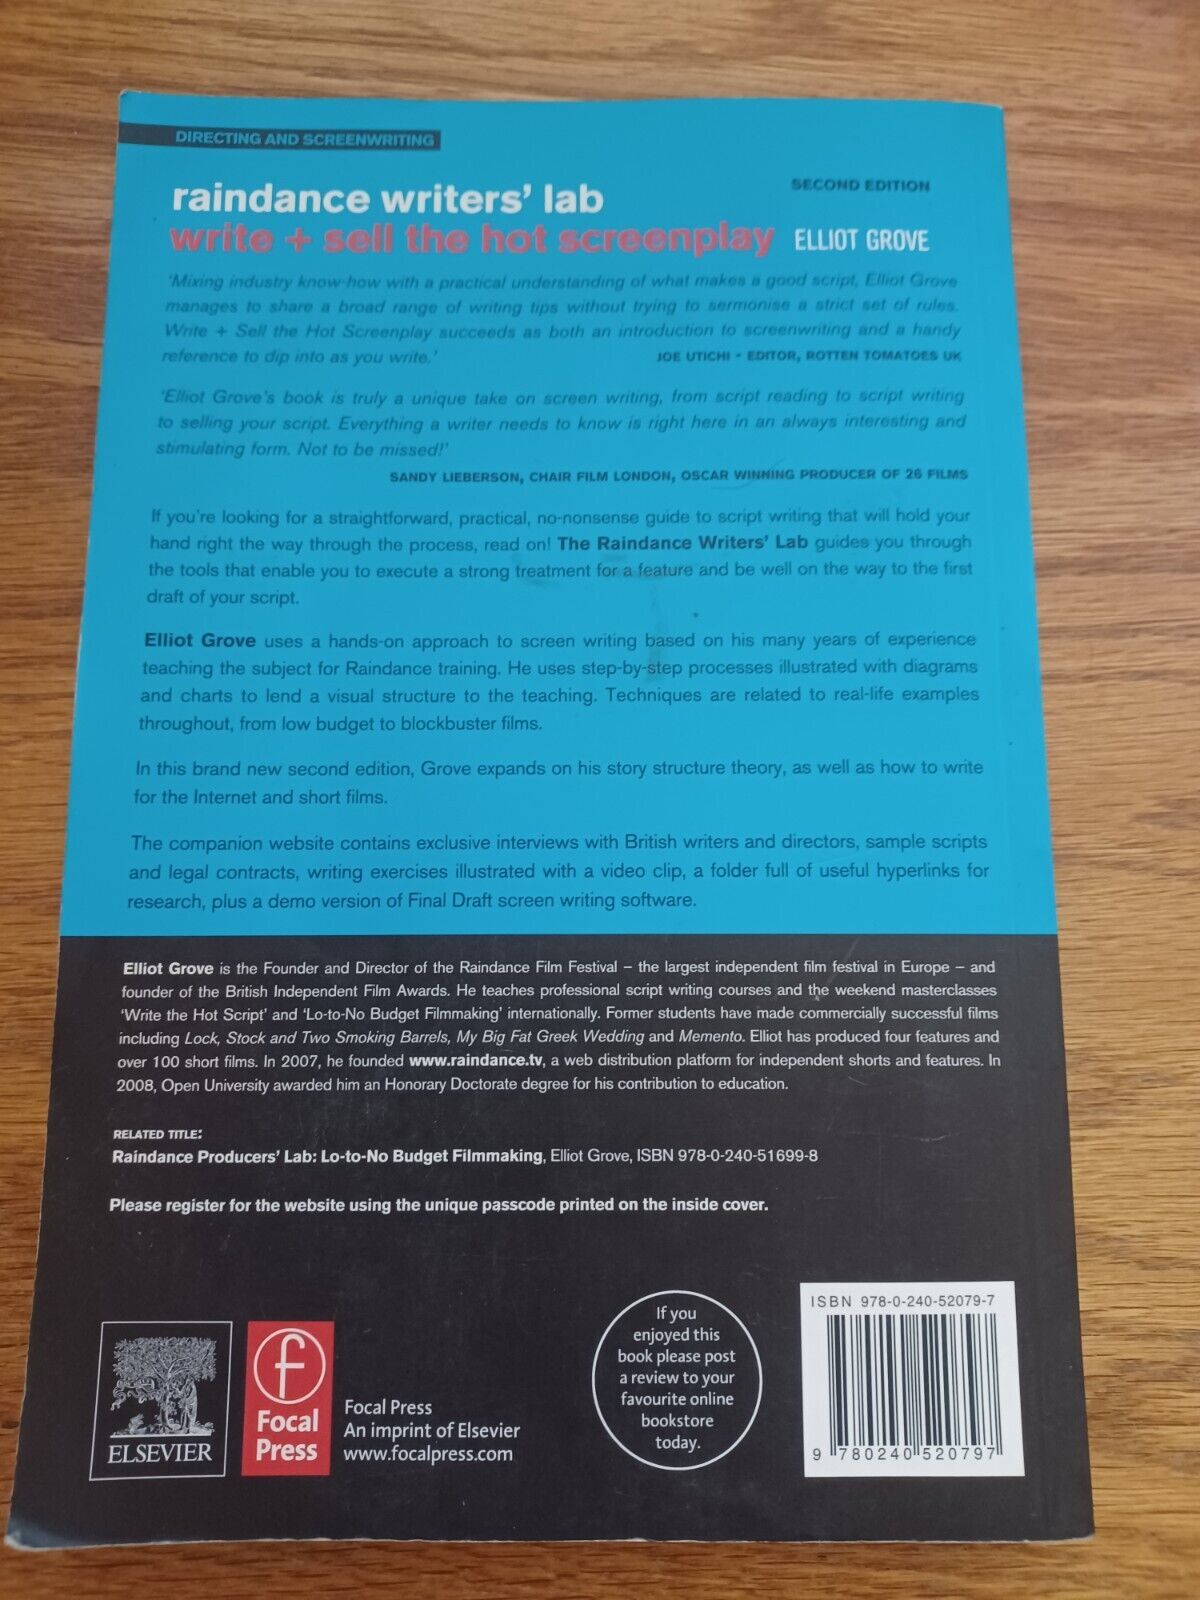 DIRECTING AND SCREENWRITING
raindance writers' lab
SECOND EDITION
write + sell the hot screenplay
ELLIOT GROVE
'Mixing industry know-how with a practical understanding of what makes a good script, Elliot Grove
manages to share a broad range of writing tips without trying to sermonise a strict set of rules.
Write + Sell the Hot Screenplay succeeds as both an introduction to screenwriting and a handy
reference to dip into as you write.'
JOE UTICHI - EDITOR, ROTTEN TOMATOES UK
'Elliot Grove's book is truly a unique take on screen writing, from script reading to script writing
to selling your script. Everything a writer needs to know is right here in an always interesting and
stimulating form. Not to be missed!'
SANDY LIEBERSON, CHAIR FILM LONDON, OSCAR WINNING PRODUCER OF 26 FILMS
If you're looking for a straightforward, practical, no-nonsense guide to script writing that will hold your
hand right the way through the process, read on! The Raindance Writers' Lab guides you through
the tools that enable you to execute a strong treatment for a feature and be well on the way to the first
draft of your script.
Elliot Grove uses a hands-on approach to screen writing based on his many years of experience
teaching the subject for Raindance training. He uses step-by-step processes illustrated with diagrams
and charts to lend a visual structure to the teaching. Techniques are related to real-life examples
throughout, from low budget to blockbuster films.
In this brand new second edition, Grove expands on his story structure theory, as well as how to write
for the Internet and short films.
The companion website contains exclusive interviews with British writers and directors, sample scripts
and legal contracts, writing exercises illustrated with a video clip, a folder full of useful hyperlinks for
research, plus a demo version of Final Draft screen writing software.
Elliot Grove is the Founder and Director of the Raindance Film Festival – the largest independent film festival in Europe – and
founder of the British Independent Film Awards. He teaches professional script writing courses and the weekend masterclasses
'Write the Hot Script' and 'Lo-to-No Budget Filmmaking' internationally. Former students have made commercially successful films
including Lock, Stock and Two Smoking Barrels, My Big Fat Greek Wedding and Memento. Elliot has produced four features and
over 100 short films. In 2007, he founded www.raindance.tv, a web distribution platform for independent shorts and features. In
2008, Open University awarded him an Honorary Doctorate degree for his contribution to education.
RELATED TITLE:
Raindance Producers' Lab: Lo-to-No Budget Filmmaking, Elliot Grove, ISBN 978-0-240-51699-8
Please register for the website using the unique passcode printed on the inside cover.
ELSEVIER
f
Focal
Press
Focal Press
An imprint of Elsevier
www.focalpress.com
If you
enjoyed this
book please post
a review to your
favourite online
bookstore
today.
ISBN 978-0-240-52079-7
9 780240 520797